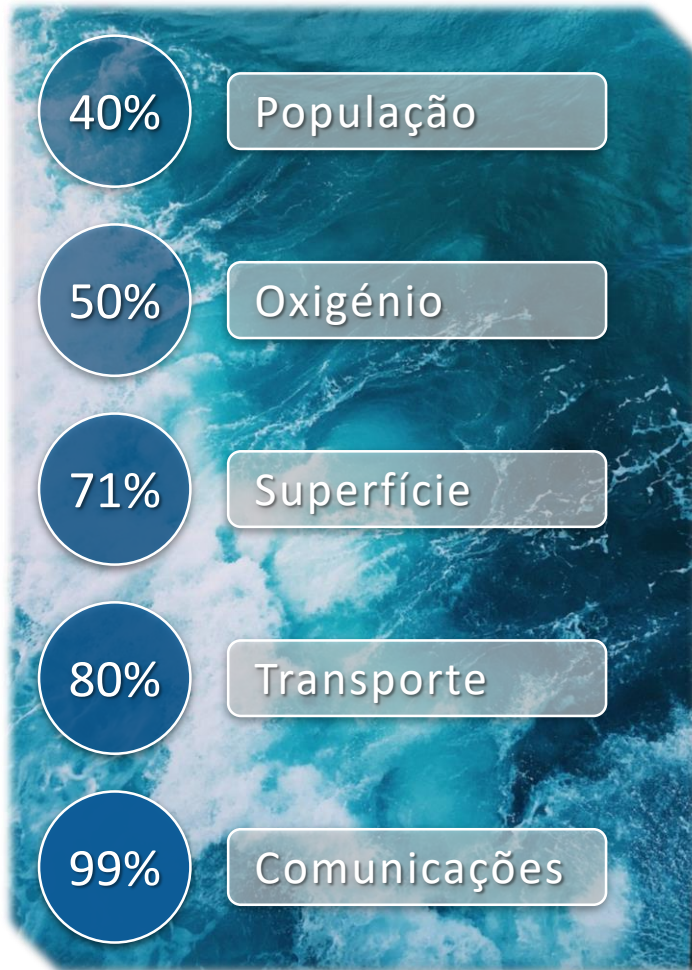 40% População
50% Oxigénio
71% Superfície
80% Transporte
99% Comunicações